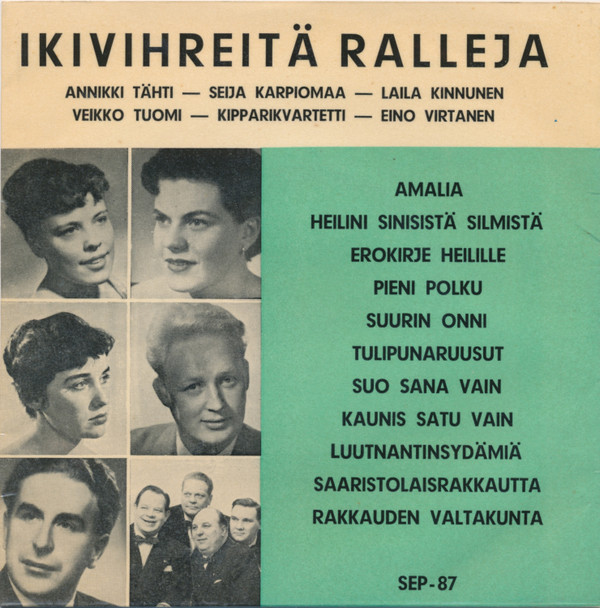 IKIVIHREITÄ RALLEJA
ANNIKKI TÄHTI — SEIJA KARPIOMAA — LAILA KINNUNEN
VEIKKO TUOMI — KIPPARIKVARTETTI — EINO VIRTANEN
AMALIA
HEILINI SINISISTÄ SILMISTÄ
EROKIRJE HEILILLE
PIENI POLKU
SUURIN ONNI
TULIPUNARUUSUT
SUO SANA VAIN
KAUNIS SATU VAIN
LUUTNANTINSYDÄMIÄ
SAARISTOLAISRAKKAUTTA
RAKKAUDEN VALTAKUNTA
SEP-87